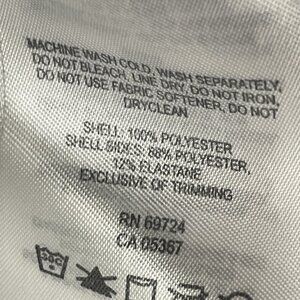 MACHINE WASH COLD, WASH SEPARATELY,
DO NOT BLEACH, LINE DRY, DO NOT IRON,
DO NOT USE FABRIC SOFTENER, DO NOT
DRYCLEAN
SHELL: 100% POLYESTER
SHELL SIDES: 88% POLYESTER,
12% ELASTANE
EXCLUSIVE OF TRIMMING
RN 69724
CA 05367
30C